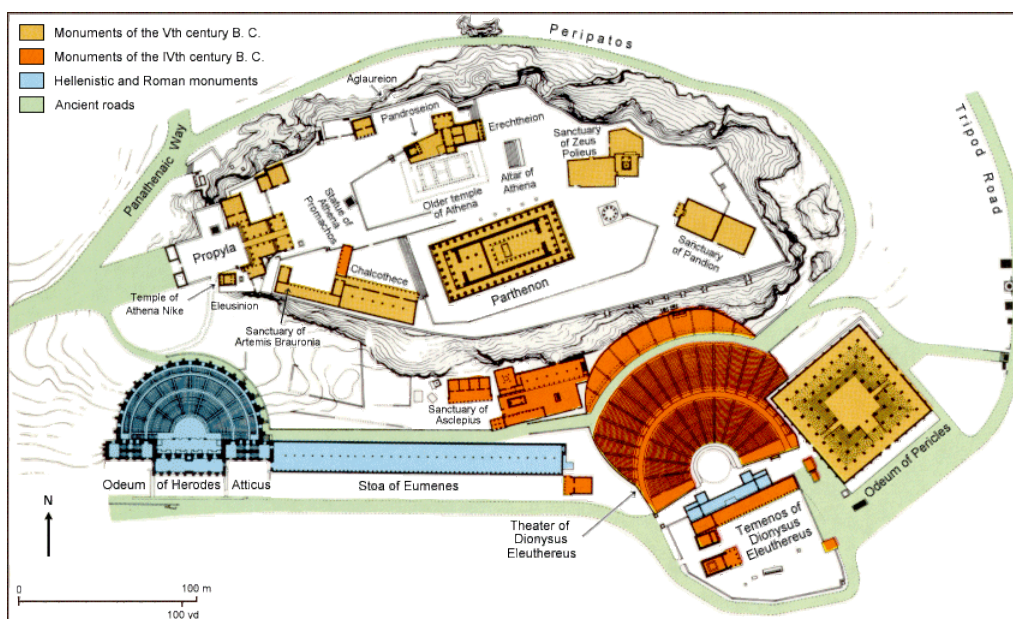 Monuments of the Vth century B. C.
Monuments of the IVth century B. C.
Hellenistic and Roman monuments
Ancient roads
Peripatos
Tripod Road
Panathenaic Way
Aglaureion
Pandroseion
Erechtheion
Sanctuary
of Zeus
Polieus
Altar of
Athena
Older temple
of Athena
Statue of
Athena
Promachos
Propyla
Chalcothece
Parthenon
Sanctuary
of Pandion
Temple of
Athena Nike
Eleusinion
Sanctuary of
Artemis Brauronia
Sanctuary of
Asclepius
Odeum of Herodes Atticus
Stoa of Eumenes
Theater of
Dionysus
Eleuthereus
Temenos of
Dionysus
Eleuthereus
Odeum of Pericles
N
0 100 m
100 yd